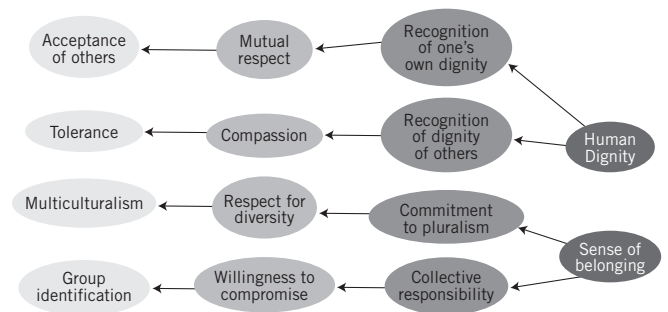 Acceptance
of others
Mutual
respect
Recognition
of one's
own dignity
Tolerance
Compassion
Recognition
of dignity
of others
Human
Dignity
Multiculturalism
Respect for
diversity
Commitment
to pluralism
Sense of
belonging
Group
identification
Willingness to
compromise
Collective
responsibility